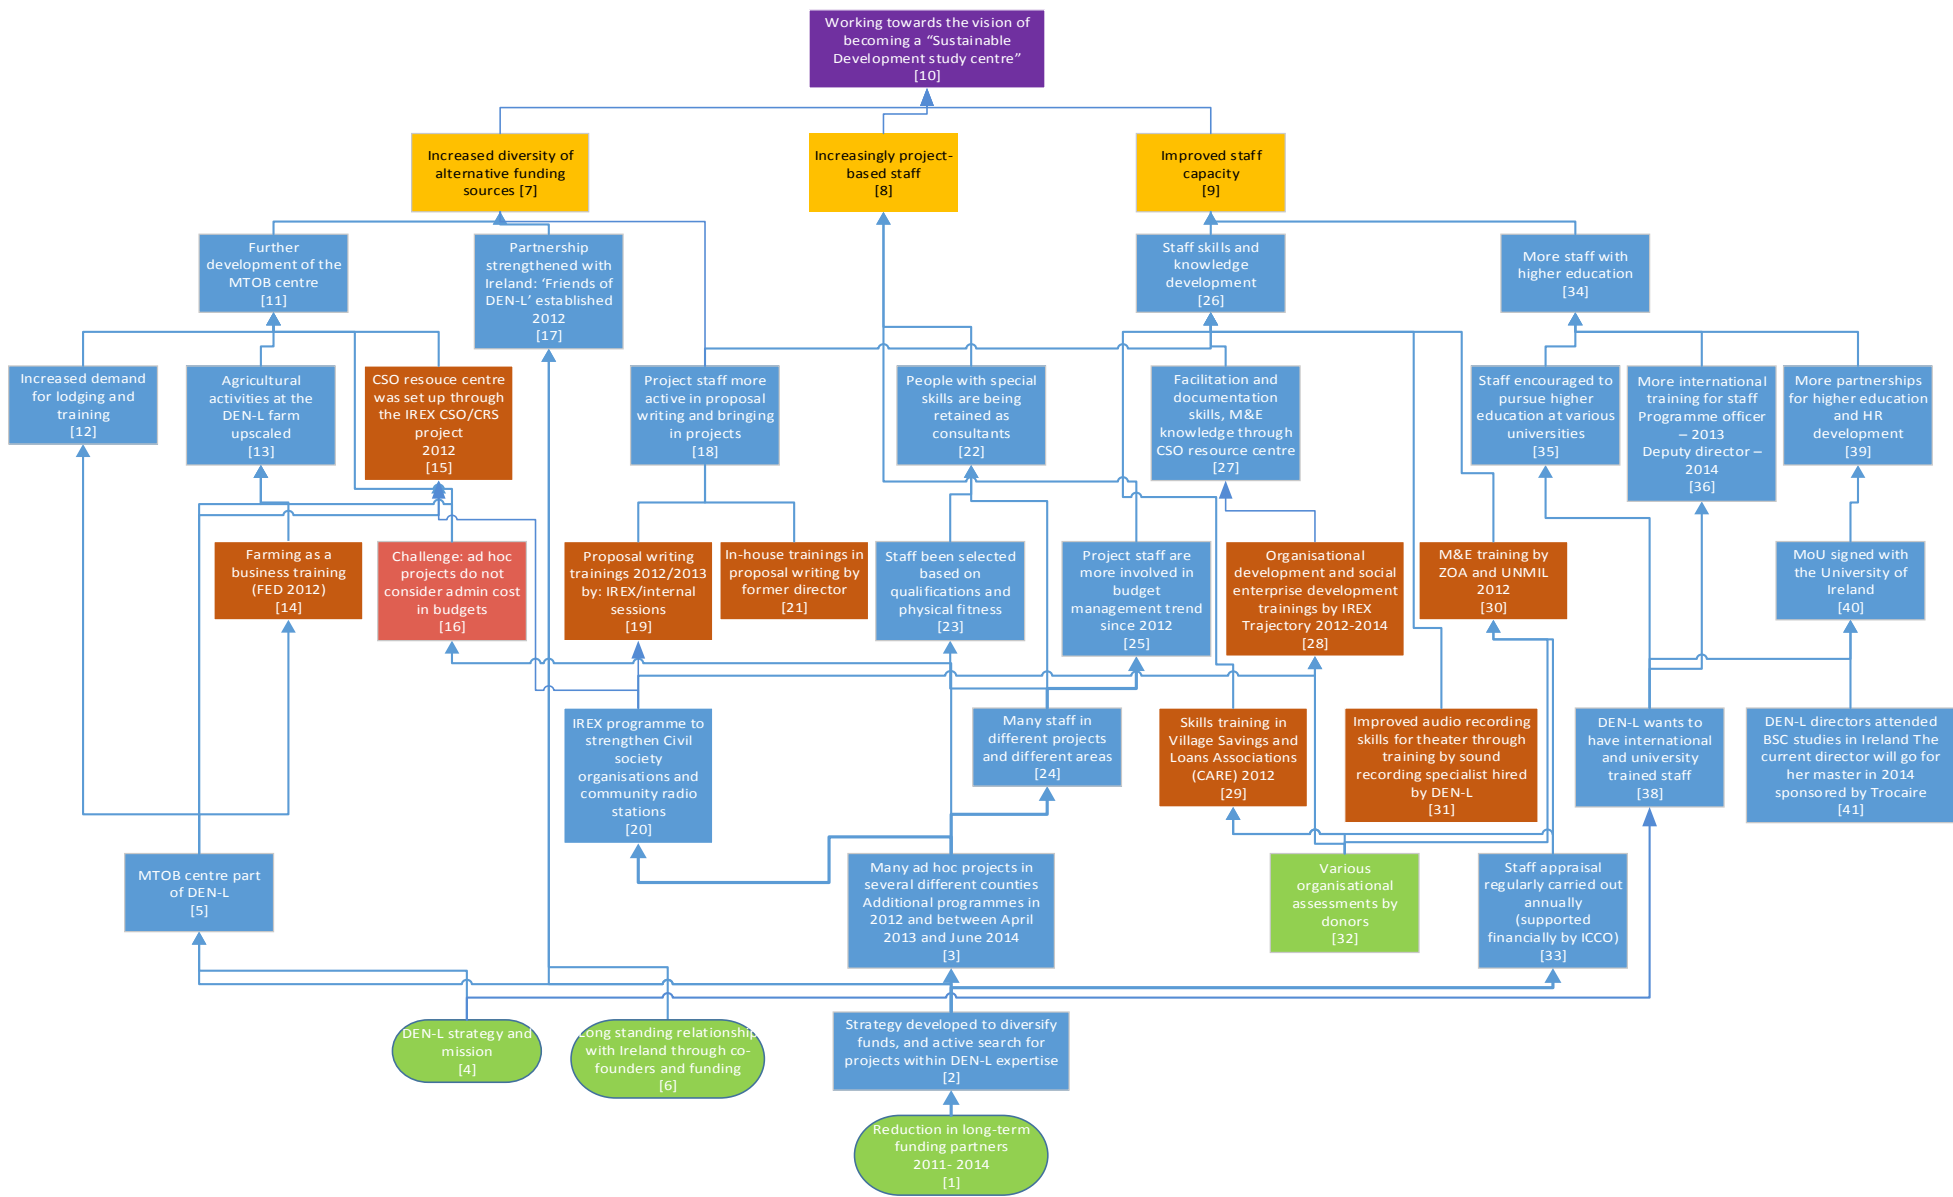 Working towards the vision of
becoming a “Sustainable
Development study centre”
[10]
Increased diversity of
alternative funding
sources [7]
Increasingly project-
based staff
[8]
Improved staff
capacity
[9]
Further
development of the
MTOB centre
[11]
Partnership
strengthened with
Ireland: ‘Friends of
DEN-L’ established
2012
[17]
Staff skills and
knowledge
development
[26]
More staff with
higher education
[34]
Increased demand
for lodging and
training
[12]
Agricultural
activities at the
DEN-L farm
upscaled
[13]
CSO resouce centre
was set up through
the IREX CSO/CRS
project
2012
[15]
Project staff more
active in proposal
writing and bringing
in projects
[18]
People with special
skills are being
retained as
consultants
[22]
Facilitation and
documentation
skills, M&E
knowledge through
CSO resource centre
[27]
Staff encouraged to
pursue higher
education at various
universities
[35]
More international
training for staff
Programme officer
– 2013
Deputy director –
2014
[36]
More partnerships
for higher education
and HR
development
[39]
Farming as a
business training
(FED 2012)
[14]
Challenge: ad hoc
projects do not
consider admin cost
in budgets
[16]
Proposal writing
trainings 2012/2013
by: IREX/internal
sessions
[19]
In-house trainings in
proposal writing by
former director
[21]
Staff been selected
based on
qualifications and
physical fitness
[23]
Project staff are
more involved in
budget
management trend
since 2012
[25]
Organisational
development and social
enterprise development
trainings by IREX
Trajectory 2012-2014
[28]
M&E training by
ZOA and UNMIL
2012
[30]
MoU signed with
the University of
Ireland
[40]
IREX programme to
strengthen Civil
society
organisations and
community radio
stations
[20]
Many staff in
different projects
and different areas
[24]
Skills training in
Village Savings and
Loans Associations
(CARE) 2012
[29]
Improved audio recording
skills for theater through
training by sound
recording specialist hired
by DEN-L
[31]
DEN-L wants to
have international
and university
trained staff
[38]
DEN-L directors attended
BSC studies in Ireland The
current director will go for
her master in 2014
sponsored by Trocaire
[41]
MTOB centre part
of DEN-L
[5]
Many ad hoc projects in
several different counties
Additional programmes in
2012 and between April
2013 and June 2014
[3]
Various
organisational
assessments by
donors
[32]
Staff appraisal
regularly carried out
annually
(supported
financially by ICCO)
[33]
DEN-L strategy and
mission
[4]
Long standing relationship
with Ireland through co-
founders and funding
[6]
Strategy developed to diversify
funds, and active search for
projects within DEN-L expertise
[2]
Reduction in long-term
funding partners
2011- 2014
[1]